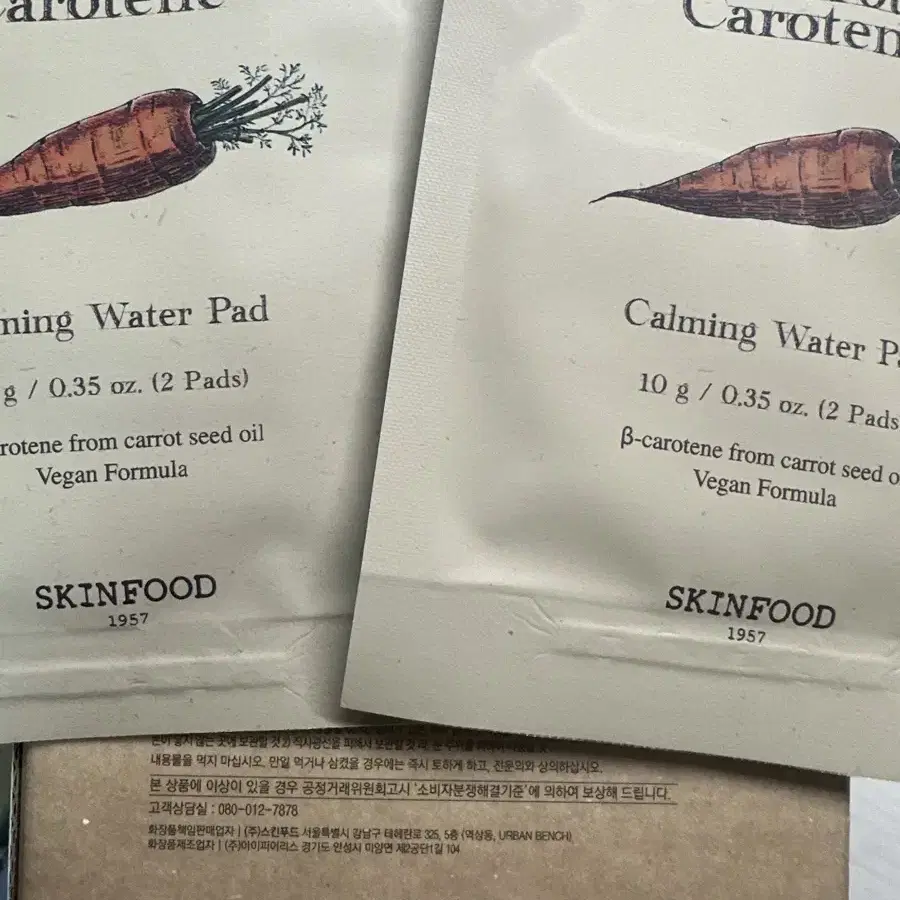 arotene
ming Water Pad
g / 0.35 oz. (2 Pads)
rotene from carrot seed oil
Vegan Formula
SKINFOOD
1957
Caroten
Calming Water Pa
10 g / 0.35 oz. (2 Pads
β-carotene from carrot seed o
Vegan Formula
SKINFOOD
1957
내용물을 먹지 마십시오. 만일 먹거나 삼켰을 경우에는 즉시 토하게 하고, 전문의와 상의하십시오.
본 상품에 이상이 있을 경우 공정거래위원회고시 '소비자분쟁해결기준'에 의하여 보상해 드립니다.
고객상담실 : 080-012-7878
화장품책임판매업자 | (주)스킨푸드 서울특별시 강남구 테헤란로 325, 5층 (역삼동, URBAN BENCH)
화장품제조업자 | (주)아이피어리스 경기도 안성시 미양면 제2공단1길 104